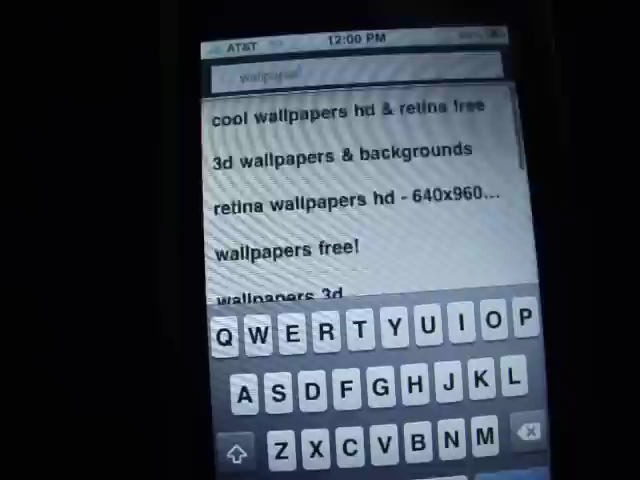 AT&T 12:00 PM
wallpaper
cool wallpapers hd & retina free
3d wallpapers & backgrounds
retina wallpapers hd - 640x960...
wallpapers free!
wallpapers 3d
Q W E R T Y U I O P
A S D F G H J K L
Z X C V B N M